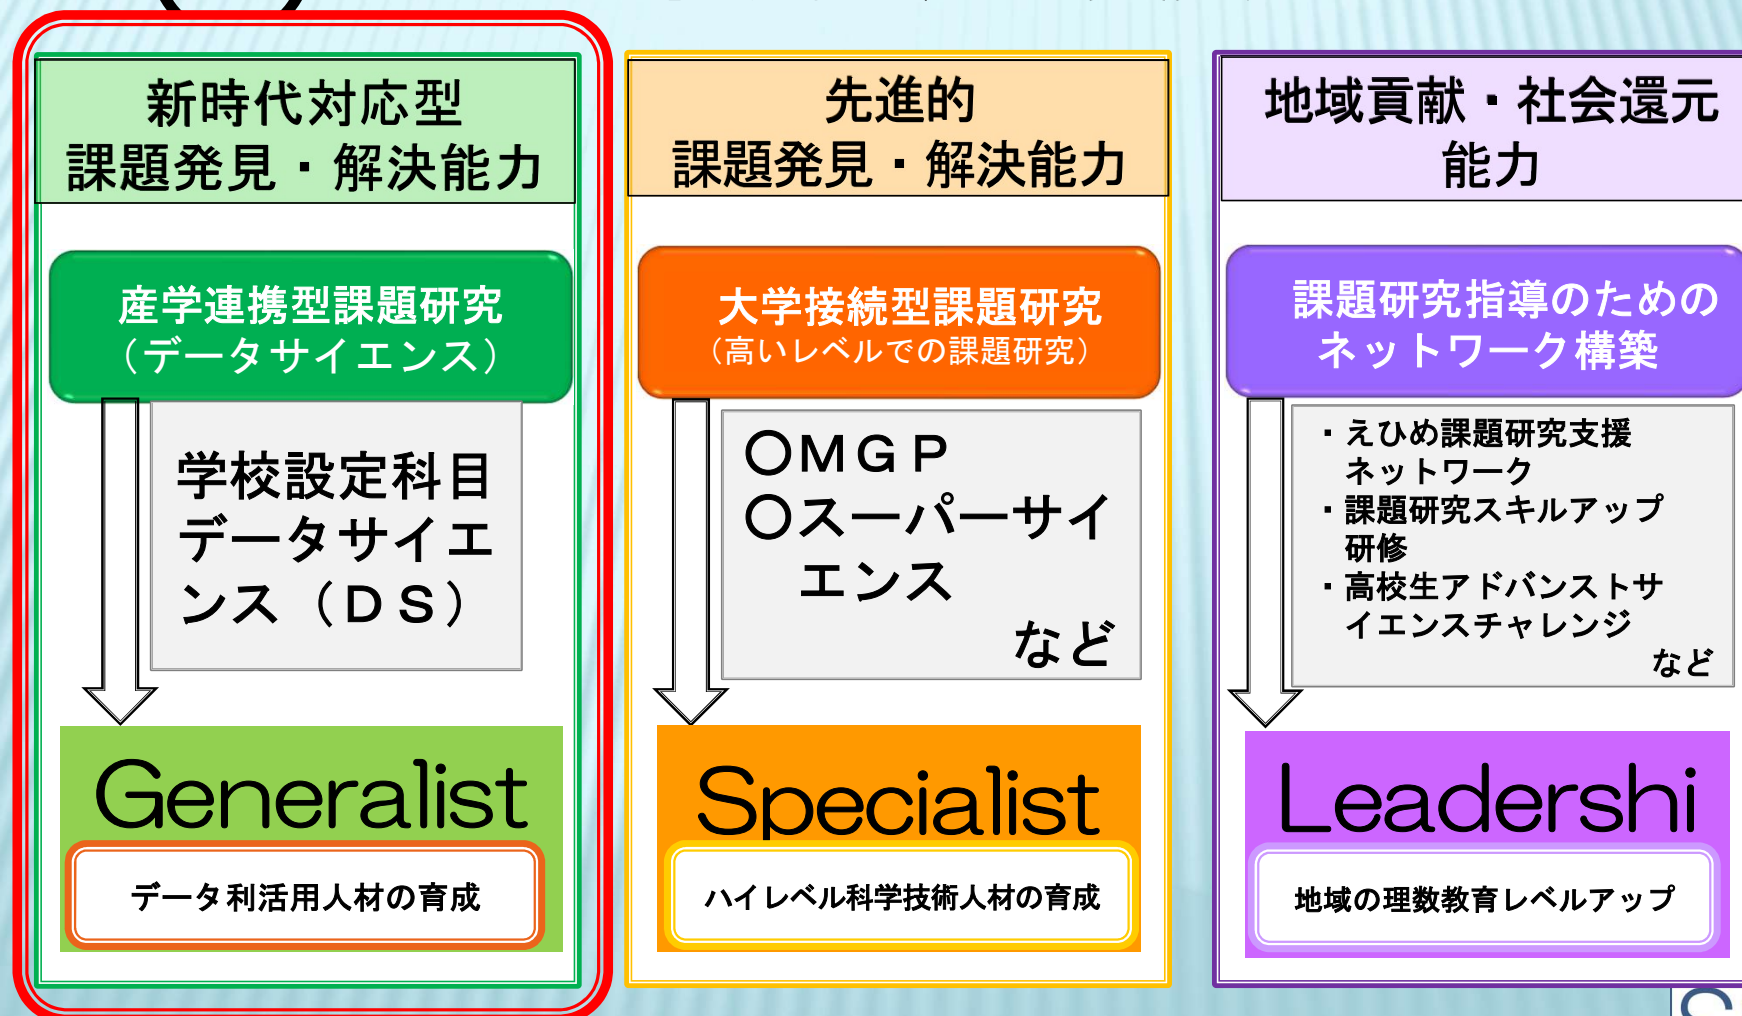 新時代対応型
課題発見・解決能力
産学連携型課題研究
（データサイエンス）
学校設定科目
データサイエ
ンス（ＤＳ）
Generalist
データ利活用人材の育成
先進的
課題発見・解決能力
大学接続型課題研究
（高いレベルでの課題研究）
〇ＭＧＰ
〇スーパーサイ
エンス
など
Specialist
ハイレベル科学技術人材の育成
地域貢献・社会還元
能力
課題研究指導のための
ネットワーク構築
・えひめ課題研究支援
ネットワーク
・課題研究スキルアップ
研修
・高校生アドバンストサ
イエンスチャレンジ
など
Leadershi
地域の理数教育レベルアップ